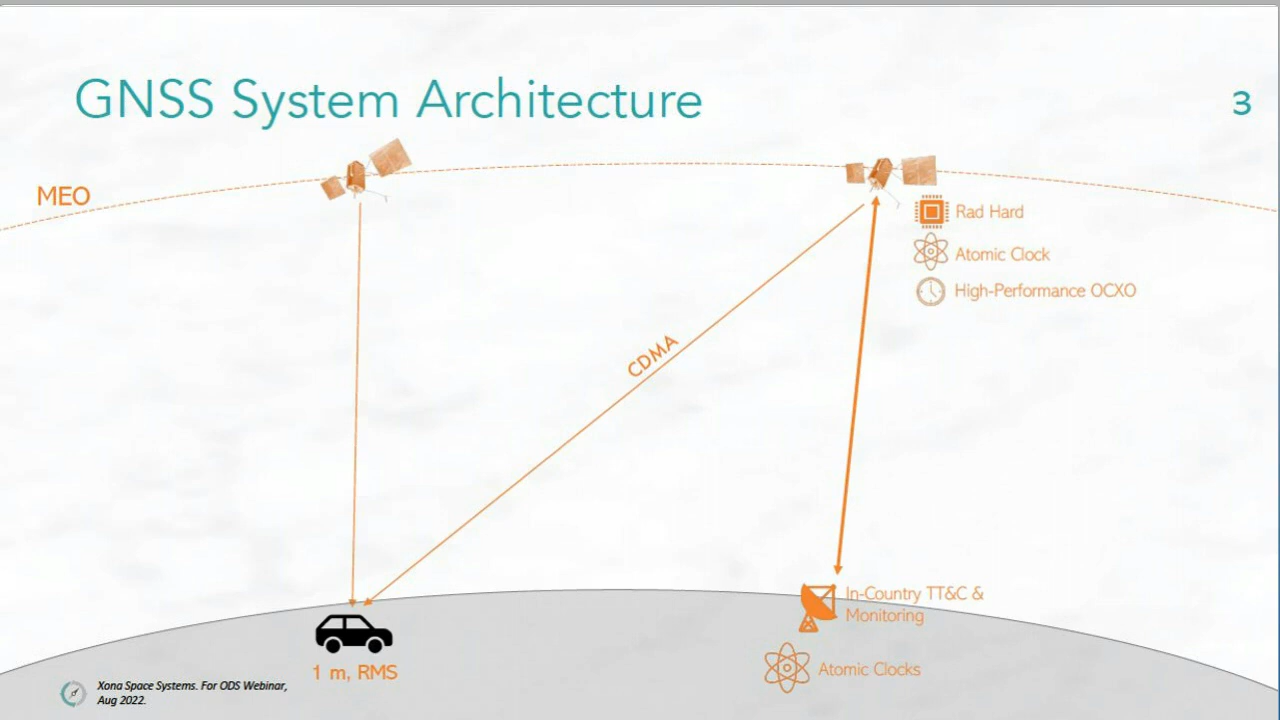 GNSS System Architecture
3
MEO
Rad Hard
Atomic Clock
High-Performance OCXO
CDMA
In-Country TT&C &
Monitoring
1 m, RMS
Atomic Clocks
Xona Space Systems. For ODS Webinar,
Aug 2022.